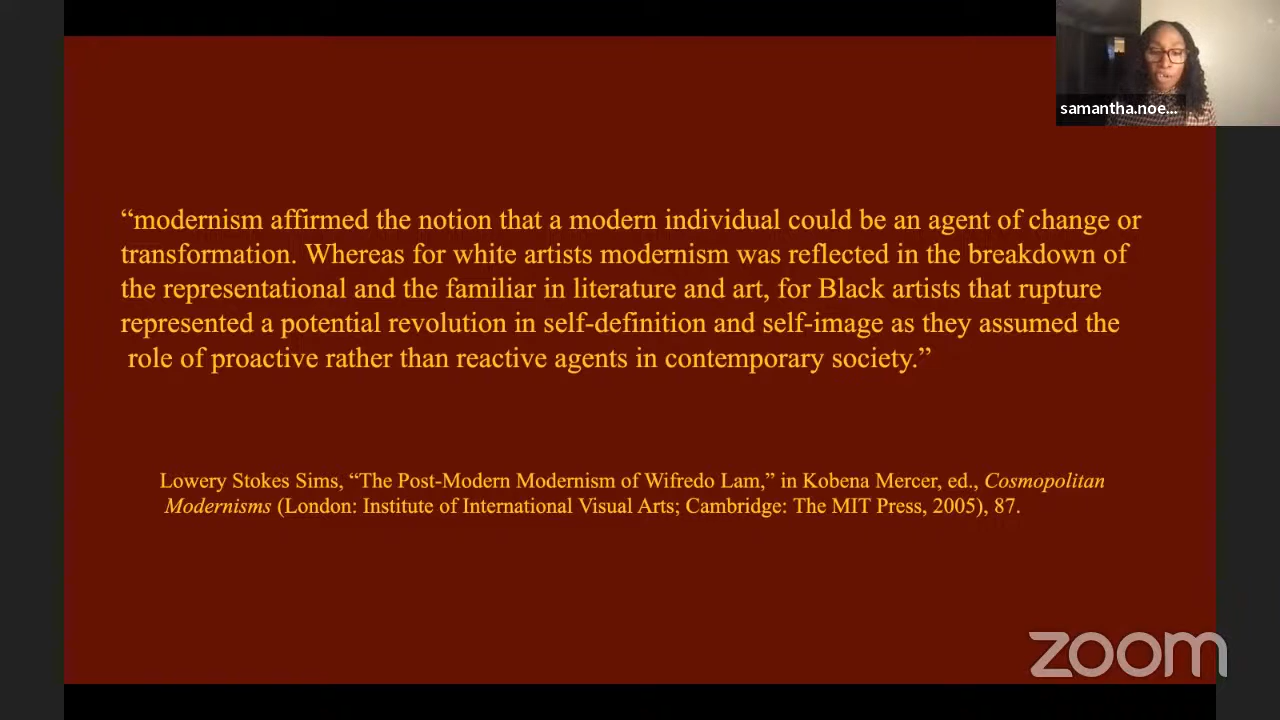 samantha.noe...
“modernism affirmed the notion that a modern individual could be an agent of change or
transformation. Whereas for white artists modernism was reflected in the breakdown of
the representational and the familiar in literature and art, for Black artists that rupture
represented a potential revolution in self-definition and self-image as they assumed the
role of proactive rather than reactive agents in contemporary society.”
Lowery Stokes Sims, “The Post-Modern Modernism of Wifredo Lam,” in Kobena Mercer, ed., Cosmopolitan
Modernisms (London: Institute of International Visual Arts; Cambridge: The MIT Press, 2005), 87.
zoom